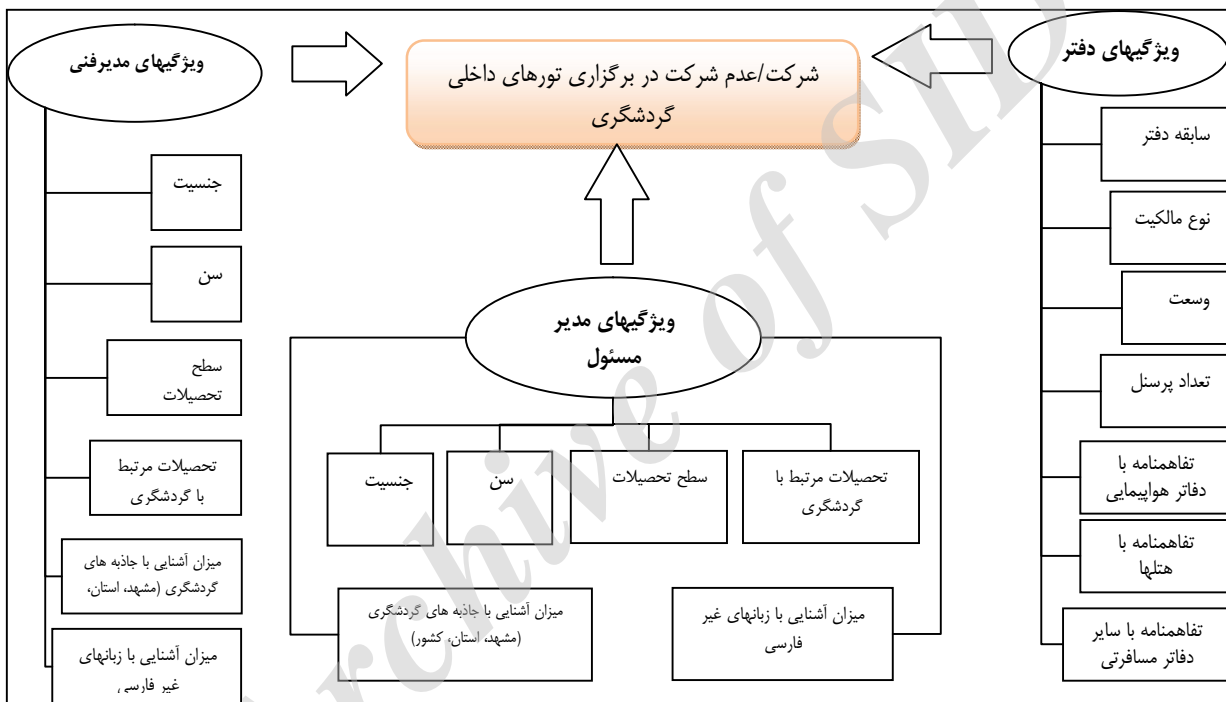 ویژگیهای دفتر
سابقه دفتر
نوع مالکیت
وسعت
تعداد پرسنل
تفاهمنامه با
دفاتر هواپیمایی
تفاهمنامه با
هتلها
تفاهمنامه با سایر
دفاتر مسافرتی
شرکت/عدم شرکت در برگزاری تورهای داخلی
گردشگری
ویژگیهای مدیر
مسئول
تحصیلات مرتبط با
گردشگری
سطح تحصیلات
سن
جنسیت
میزان آشنایی با زبانهای غیر
فارسی
میزان آشنایی با جاذبه های گردشگری
(مشهد، استان، کشور)
ویژگیهای مدیرفنی
جنسیت
سن
سطح
تحصیلات
تحصیلات مرتبط
با گردشگری
میزان آشنایی با جاذبه های
گردشگری (مشهد، استان،
میزان آشنایی با زبانهای
غیر فارسی
Archive of SID